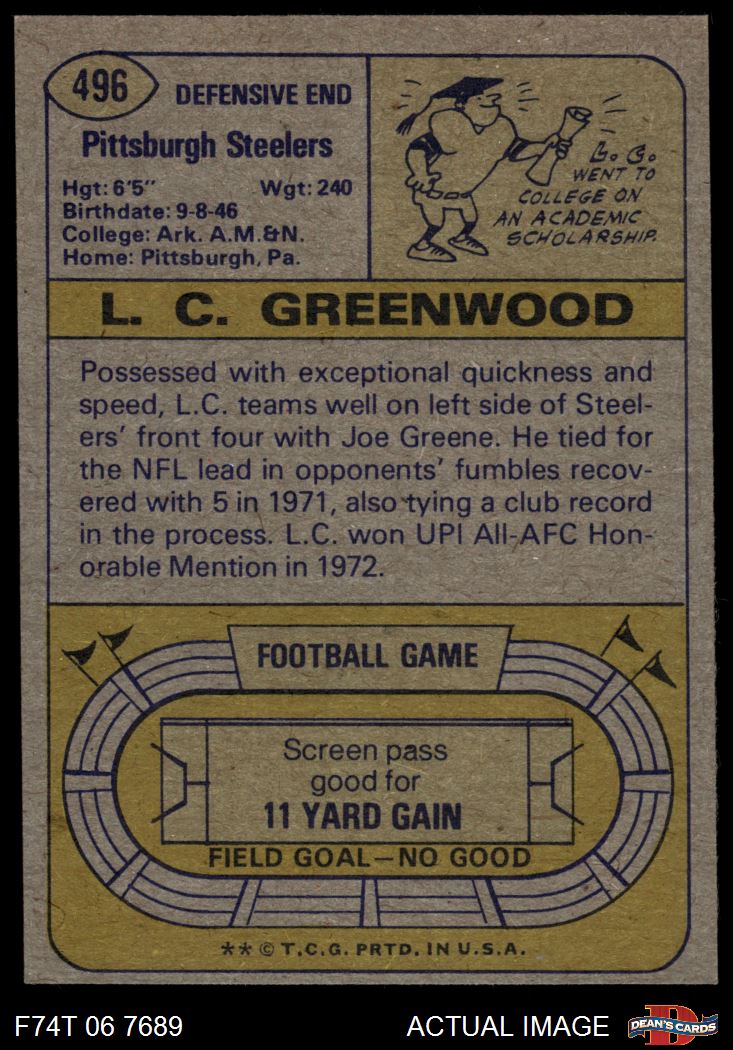 496
DEFENSIVE END
Pittsburgh Steelers
Hgt: 6'5" Wgt: 240
Birthdate: 9-8-46
College: Ark. A.M.&N.
Home: Pittsburgh, Pa.
L. C.
WENT TO
COLLEGE ON
AN ACADEMIC
SCHOLARSHIP.
L. C. GREENWOOD
Possessed with exceptional quickness and
speed, L.C. teams well on left side of Steel-
ers' front four with Joe Greene. He tied for
the NFL lead in opponents' fumbles recov-
ered with 5 in 1971, also tying a club record
in the process. L.C. won UPI All-AFC Hon-
orable Mention in 1972.
FOOTBALL GAME
Screen pass
good for
11 YARD GAIN
FIELD GOAL—NO GOOD
** © T.C.G. PRTD. IN U.S.A.
F74T 06 7689
ACTUAL IMAGE
D
DEAN'S CARDS